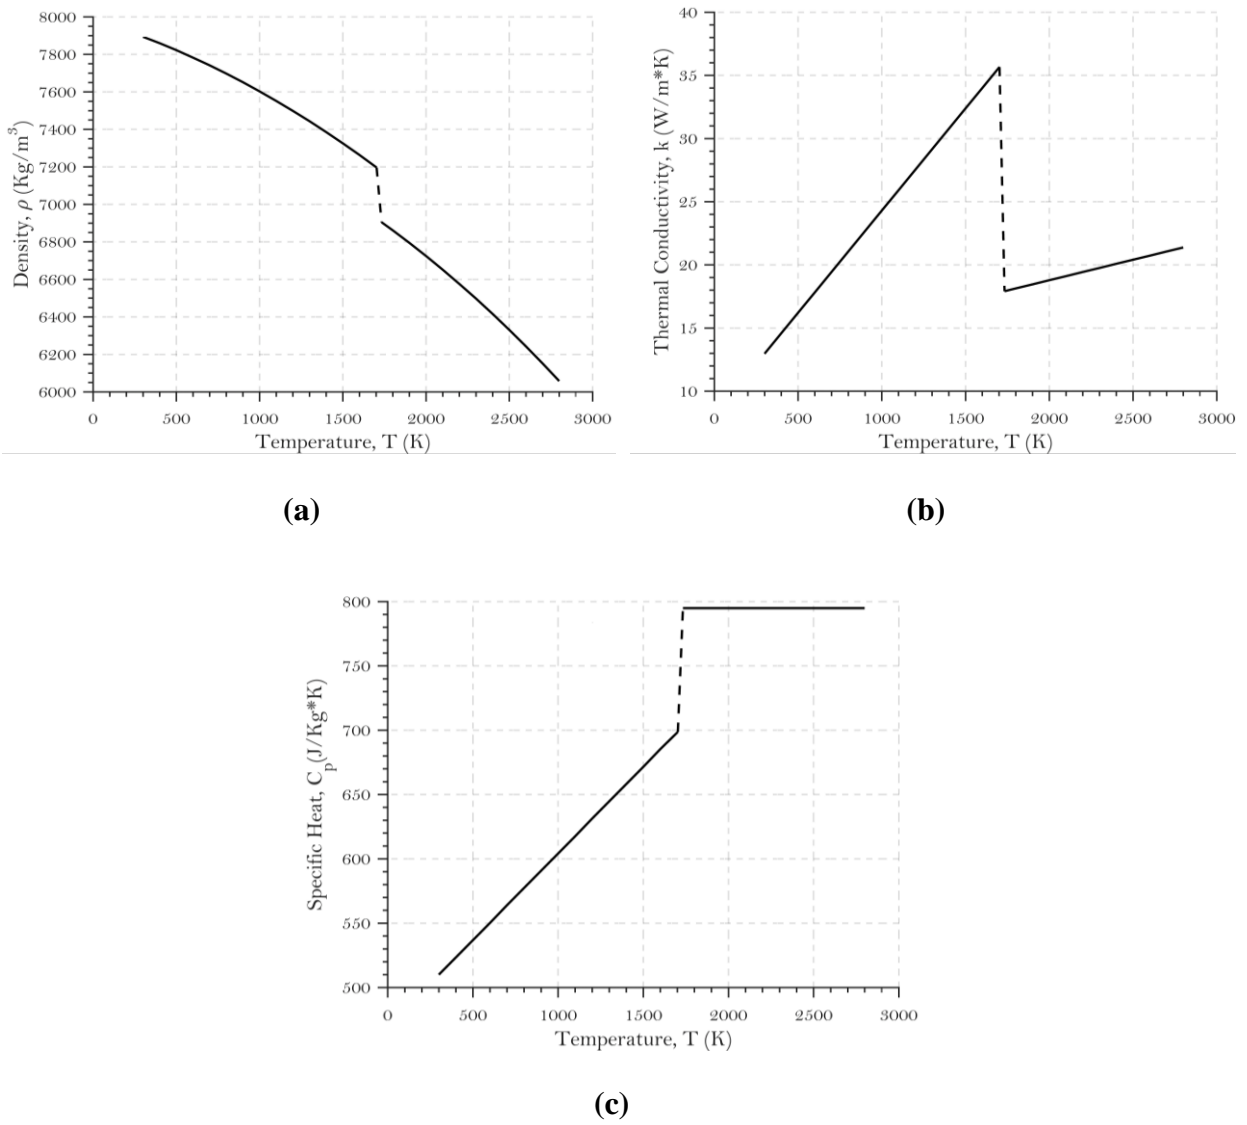 8000
7800
7600
7400
7200
7000
6800
6600
6400
6200
6000
Density, ρ (Kg/m³)
0 500 1000 1500 2000 2500 3000
Temperature, T (K)
(a)
40
35
30
25
20
15
10
Thermal Conductivity, k (W/m*K)
0 500 1000 1500 2000 2500 3000
Temperature, T (K)
(b)
800
750
700
650
600
550
500
Specific Heat, Cp (J/Kg*K)
0 500 1000 1500 2000 2500 3000
Temperature, T (K)
(c)